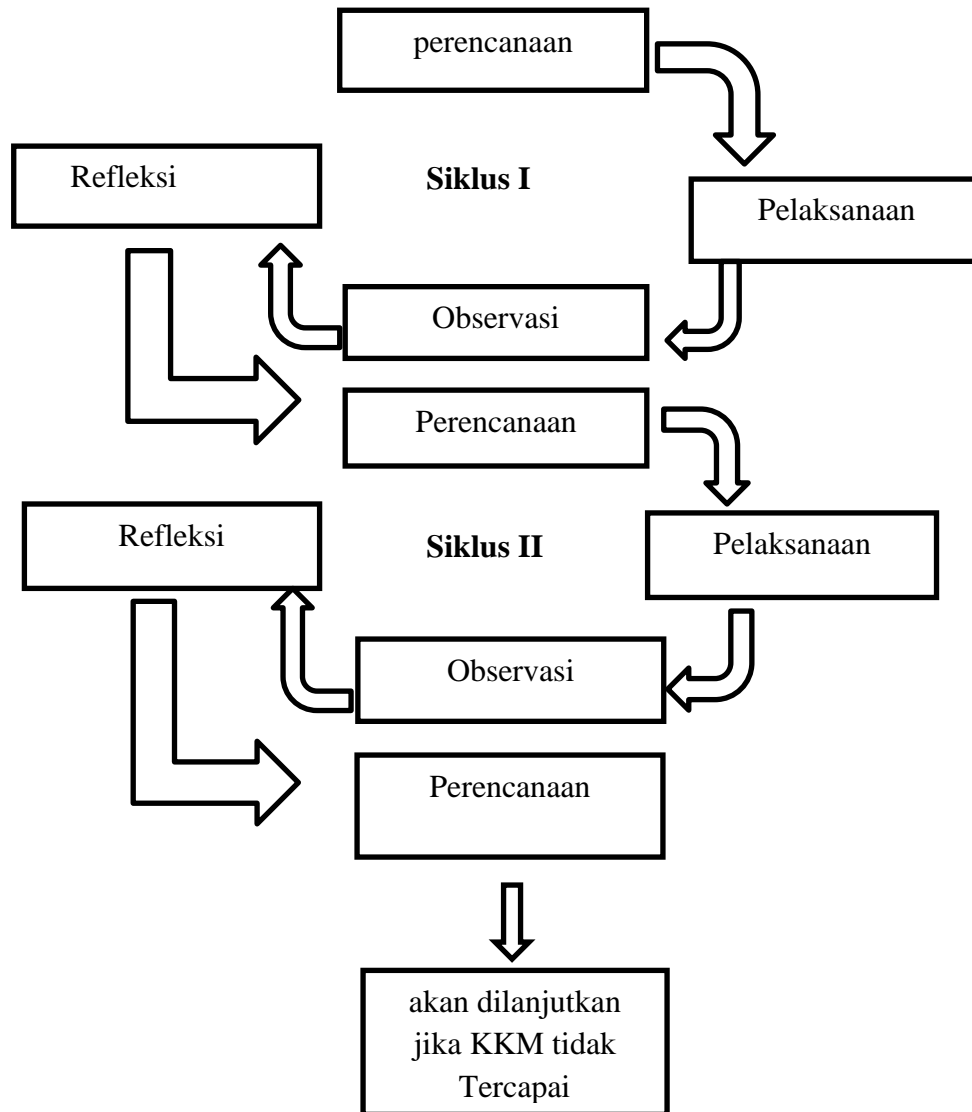 perencanaan
Refleksi
Siklus I
Pelaksanaan
Observasi
Perencanaan
Refleksi
Siklus II
Pelaksanaan
Observasi
Perencanaan
akan dilanjutkan
jika KKM tidak
Tercapai